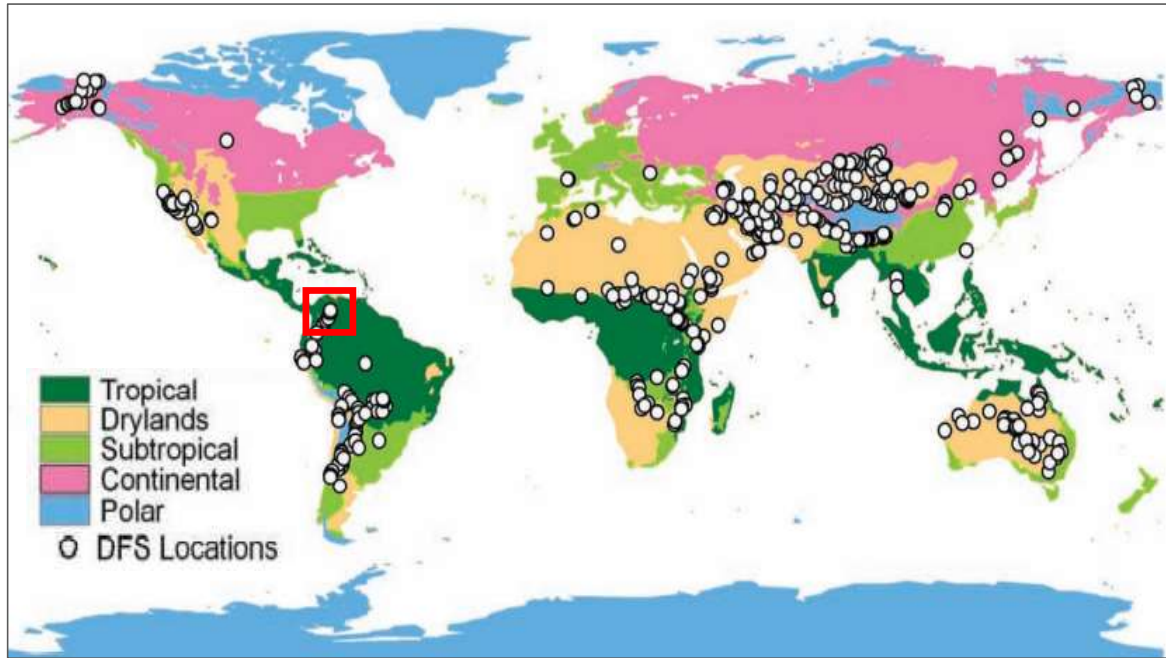 Tropical
Drylands
Subtropical
Continental
Polar
DFS Locations